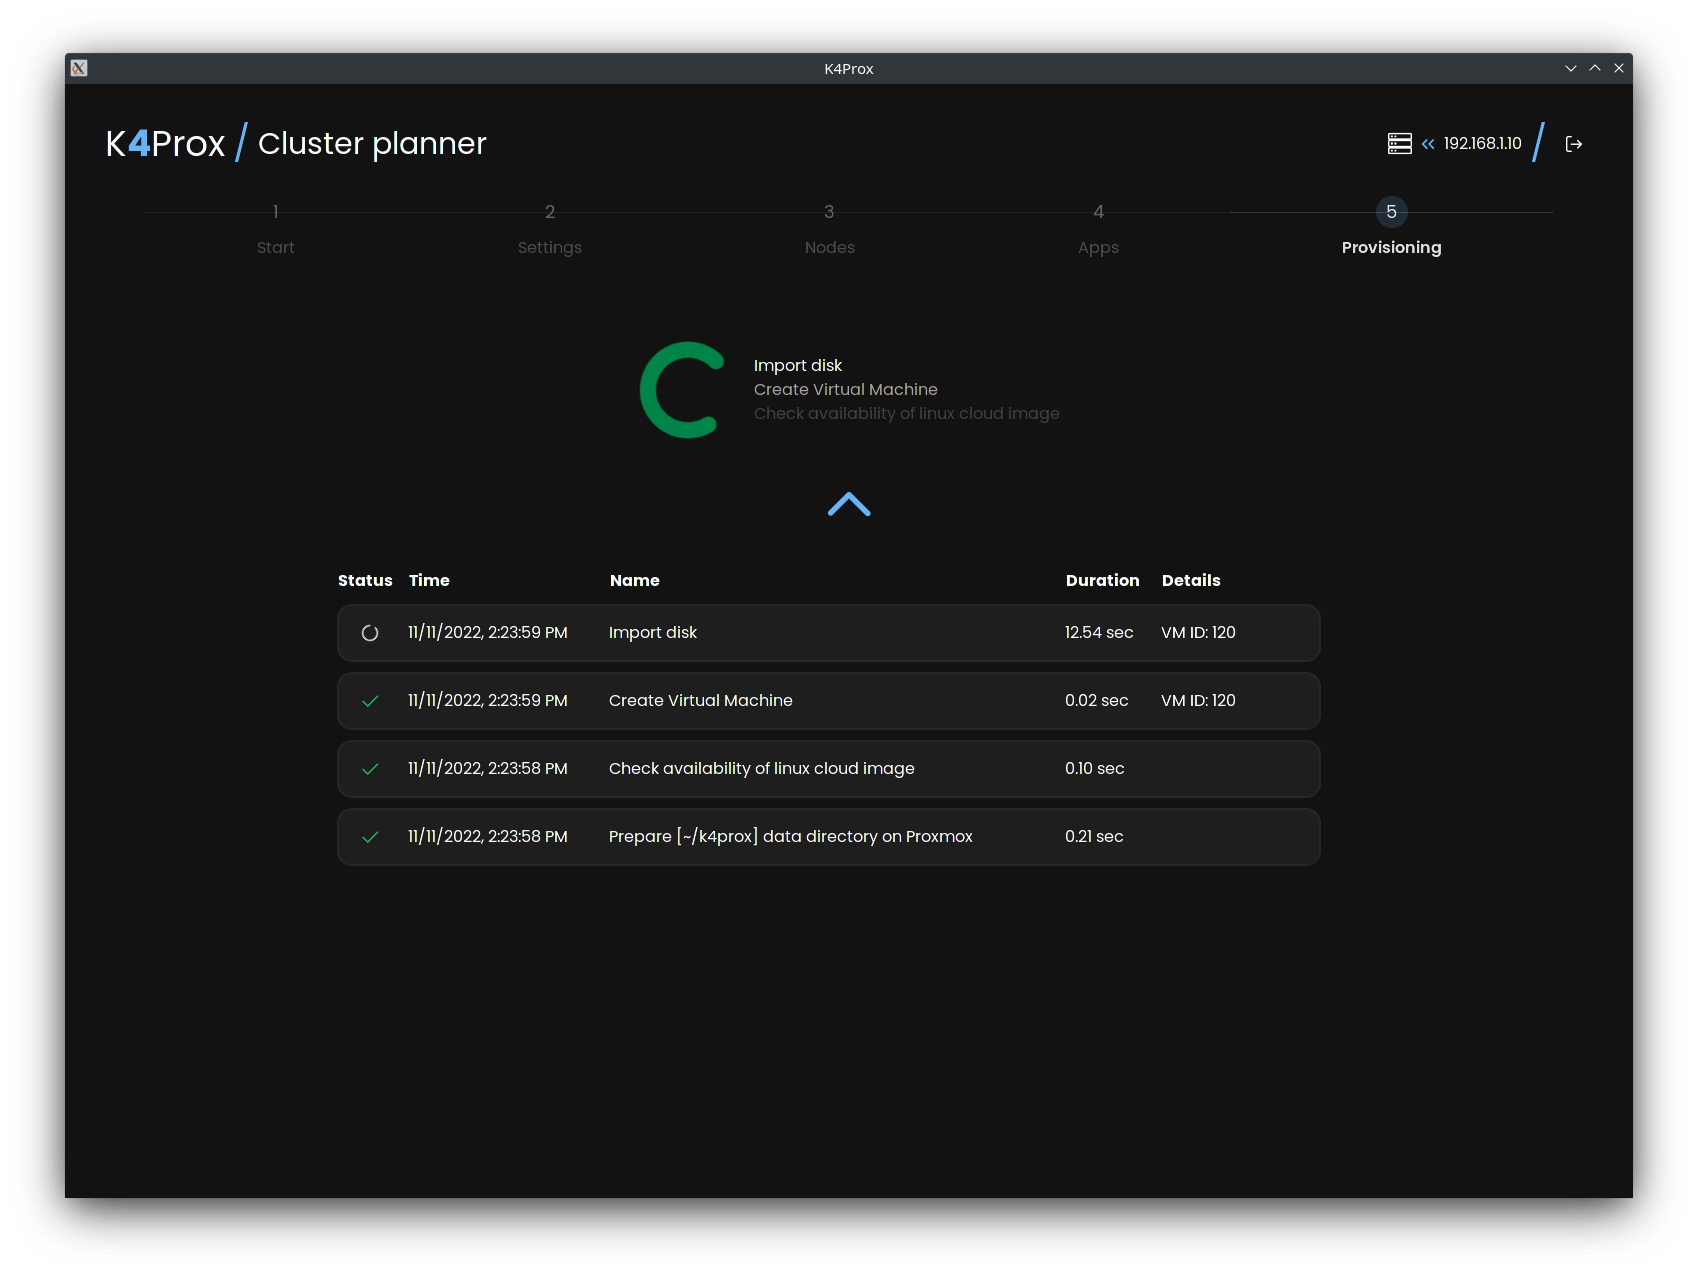 K4Prox
K4Prox / Cluster planner
192.168.1.10
1 2 3 4 5
Start Settings Nodes Apps Provisioning
Import disk
Create Virtual Machine
Check availability of linux cloud image
Status Time Name Duration Details
11/11/2022, 2:23:59 PM Import disk 12.54 sec VM ID: 120
11/11/2022, 2:23:59 PM Create Virtual Machine 0.02 sec VM ID: 120
11/11/2022, 2:23:58 PM Check availability of linux cloud image 0.10 sec
11/11/2022, 2:23:58 PM Prepare [~/k4prox] data directory on Proxmox 0.21 sec